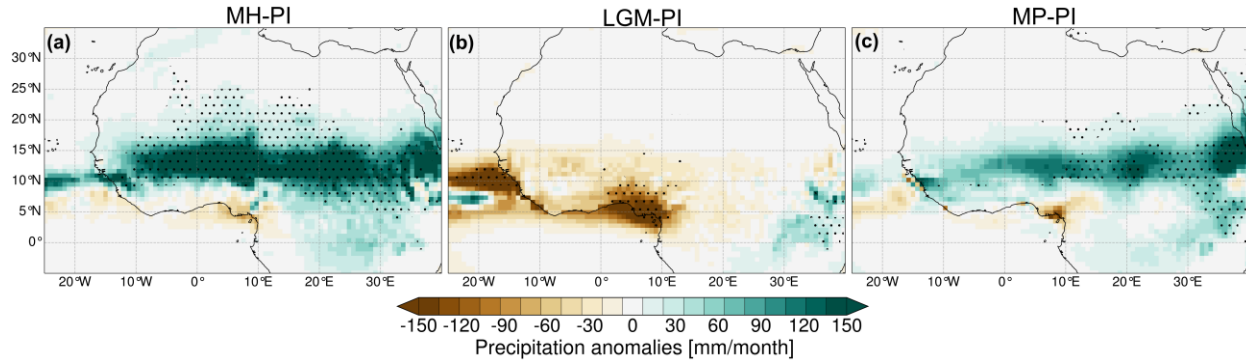 MH-PI
LGM-PI
MP-PI
(a)
(b)
(c)
30°N
25°N
20°N
15°N
10°N
5°N
0°
20°W 10°W 0° 10°E 20°E 30°E
20°W 10°W 0° 10°E 20°E 30°E
20°W 10°W 0° 10°E 20°E 30°E
-150 -120 -90 -60 -30 0 30 60 90 120 150
Precipitation anomalies [mm/month]